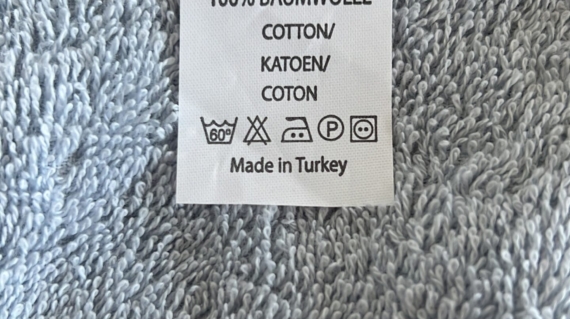 100% BAUMWOLLE
COTTON/
KATOEN/
COTON
60° P
Made in Turkey